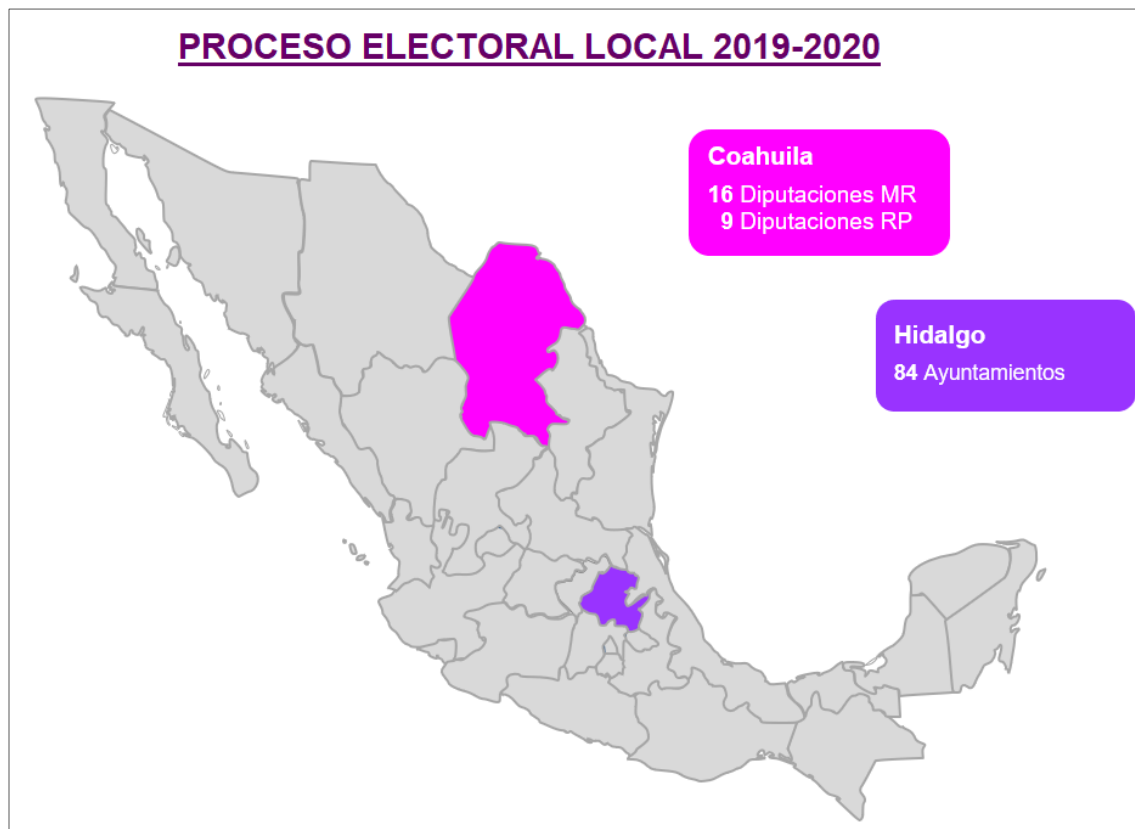 PROCESO ELECTORAL LOCAL 2019-2020
Coahuila
16 Diputaciones MR
9 Diputaciones RP
Hidalgo
84 Ayuntamientos